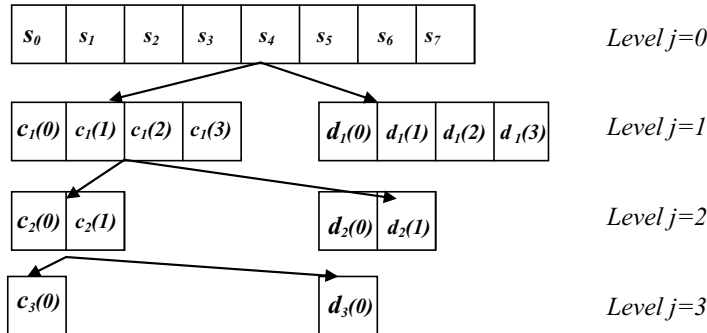 s₀ s₁ s₂ s₃ s₄ s₅ s₆ s₇ Level j=0
c₁(0) c₁(1) c₁(2) c₁(3) d₁(0) d₁(1) d₁(2) d₁(3) Level j=1
c₂(0) c₂(1) d₂(0) d₂(1) Level j=2
c₃(0) d₃(0) Level j=3